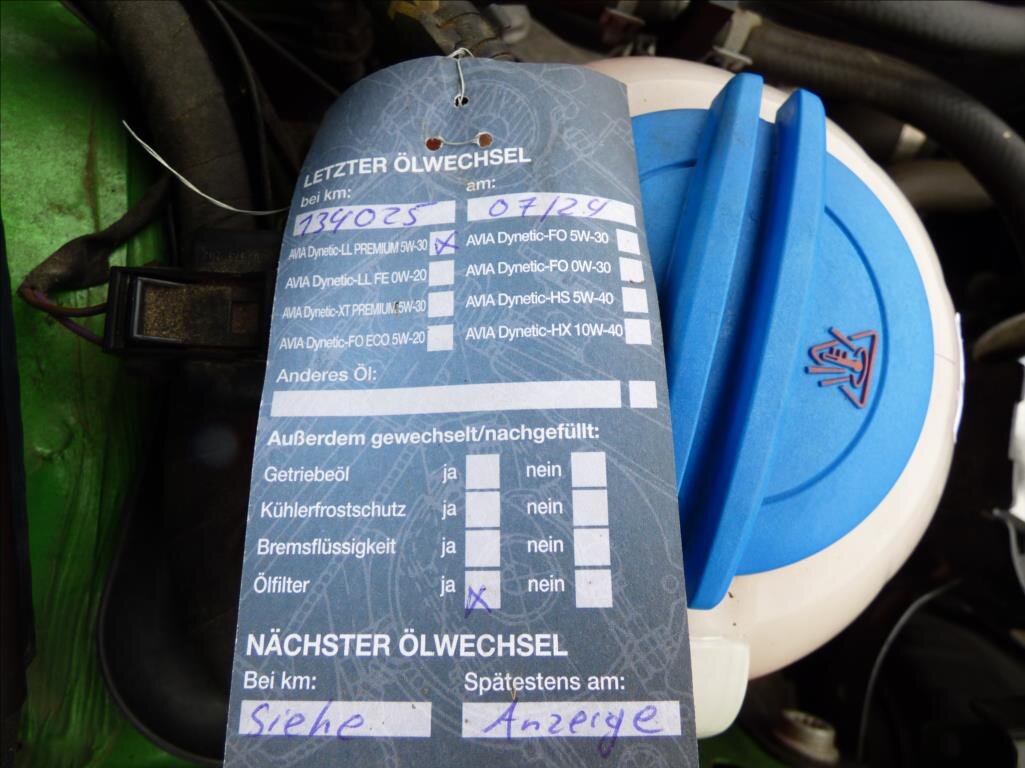 LETZTER ÖLWECHSEL
bei km: am:
134025 07/24
AVIA Dynetic-LL PREMIUM 5W-30 X AVIA Dynetic-FO 5W-30
AVIA Dynetic-LL FE 0W-20 AVIA Dynetic-FO 0W-30
AVIA Dynetic-XT PREMIUM 5W-30 AVIA Dynetic-HS 5W-40
AVIA Dynetic-FO ECO 5W-20 AVIA Dynetic-HX 10W-40
Anderes Öl:
Außerdem gewechselt/nachgefüllt:
Getriebeöl ja nein
Kühlerfrostschutz ja nein
Bremsflüssigkeit ja nein
Ölfilter ja X nein
NÄCHSTER ÖLWECHSEL
Bei km: Spätestens am:
Siehe Anzeige